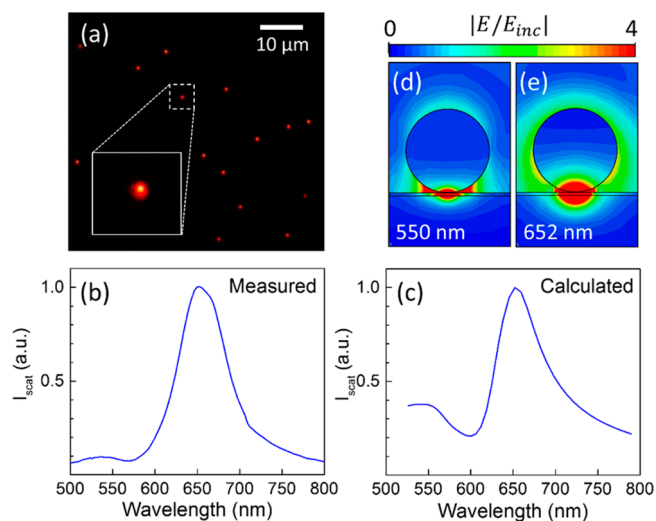 (a)
10 μm
0
|E/E_inc|
4
(d)
(e)
550 nm
652 nm
(b)
Measured
I_scat (a.u.)
1.0
0.5
500 550 600 650 700 750 800
Wavelength (nm)
(c)
Calculated
I_scat (a.u.)
1.0
0.5
500 550 600 650 700 750 800
Wavelength (nm)